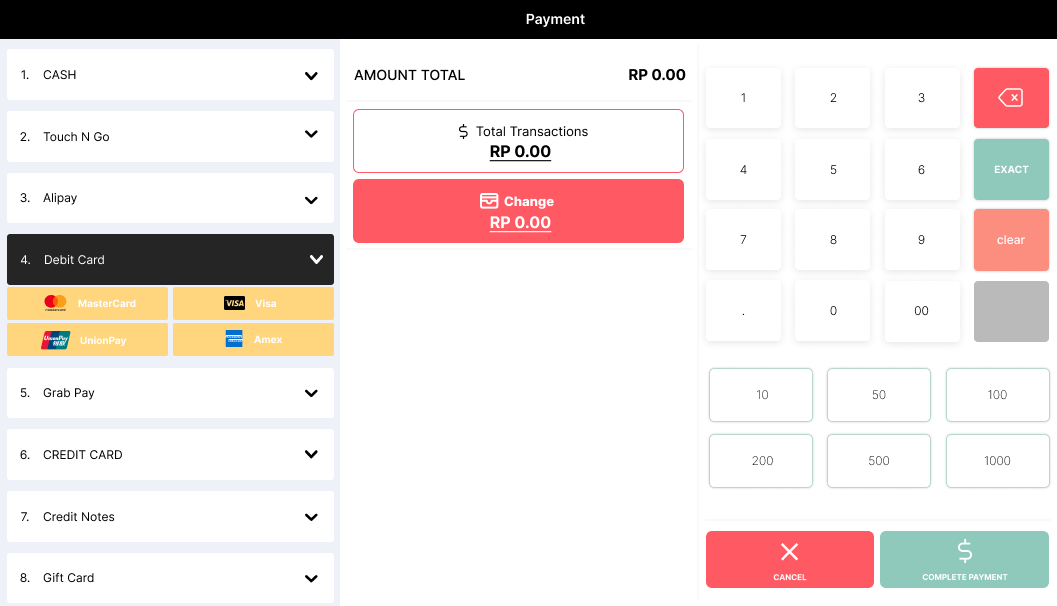 Payment
1. CASH
2. Touch N Go
3. Alipay
4. Debit Card
MasterCard
VISA Visa
UnionPay UnionPay
Amex
5. Grab Pay
6. CREDIT CARD
7. Credit Notes
8. Gift Card
AMOUNT TOTAL RP 0.00
$ Total Transactions
RP 0.00
Change
RP 0.00
1 2 3
4 5 6 EXACT
7 8 9 clear
. 0 00
10 50 100
200 500 1000
CANCEL
COMPLETE PAYMENT